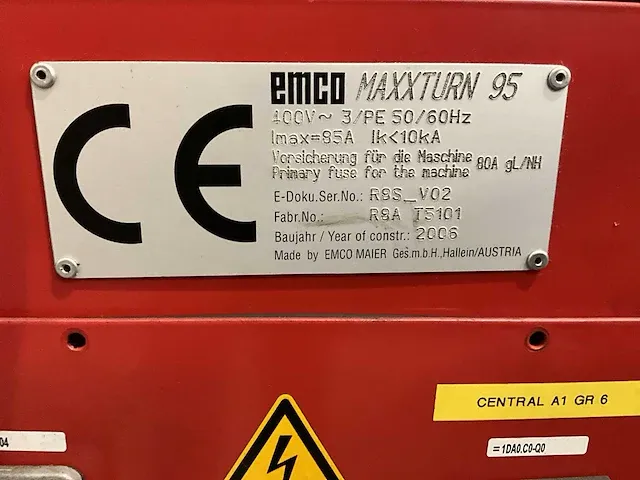 emco MAXXTURN 95
400V~ 3/PE 50/60Hz
Imax=85A Ik<10kA
Vorsicherung für die Maschine
Primary fuse for the machine 80A gL/NH
E-Doku.Ser.No.: R8S_V02
Fabr.No.: R8A T5101
Baujahr / Year of constr.: 2006
Made by EMCO MAIER Ges.m.b.H.,Hallein/AUSTRIA
CE
CENTRAL A1 GR 6
04
=1DA0.C0-Q0